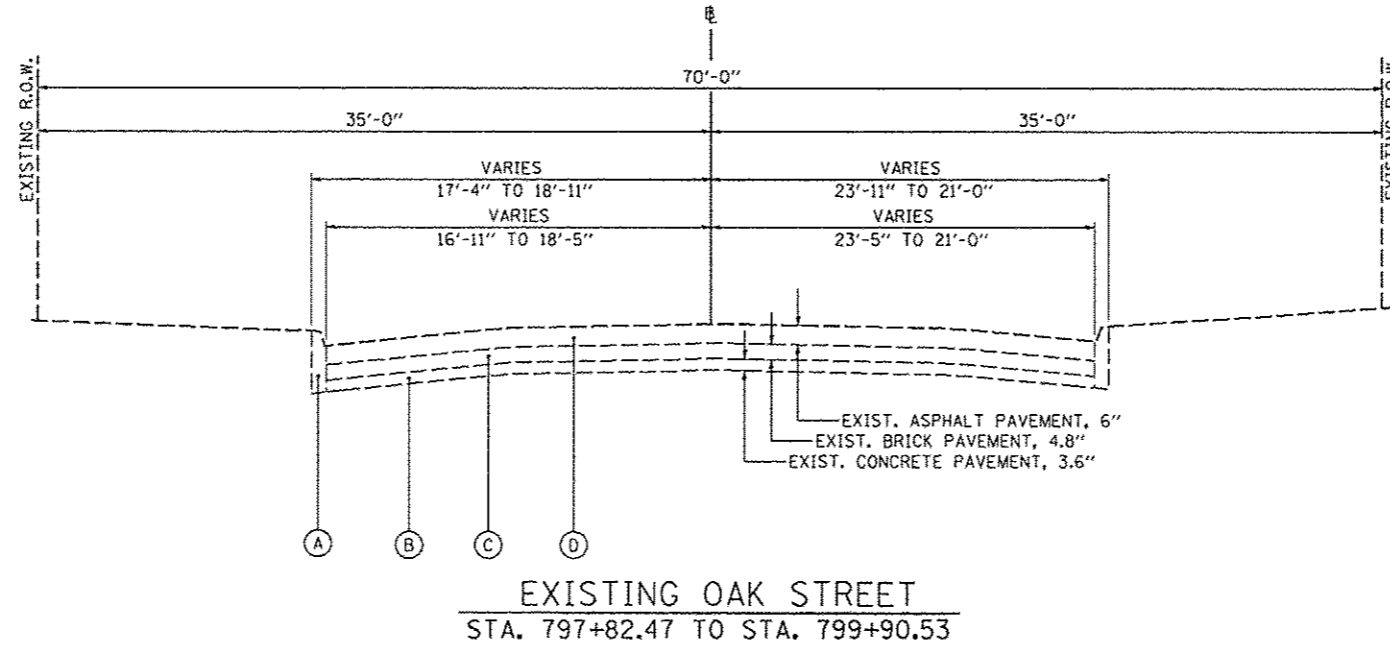 ℄
70'-0"
EXISTING R.O.W.
35'-0"
35'-0"
EXISTING R.O.W.
VARIES
17'-4" TO 18'-11"
VARIES
23'-11" TO 21'-0"
VARIES
16'-11" TO 18'-5"
VARIES
23'-5" TO 21'-0"
EXIST. ASPHALT PAVEMENT, 6"
EXIST. BRICK PAVEMENT, 4.8"
EXIST. CONCRETE PAVEMENT, 3.6"
A
B
C
D
EXISTING OAK STREET
STA. 797+82.47 TO STA. 799+90.53